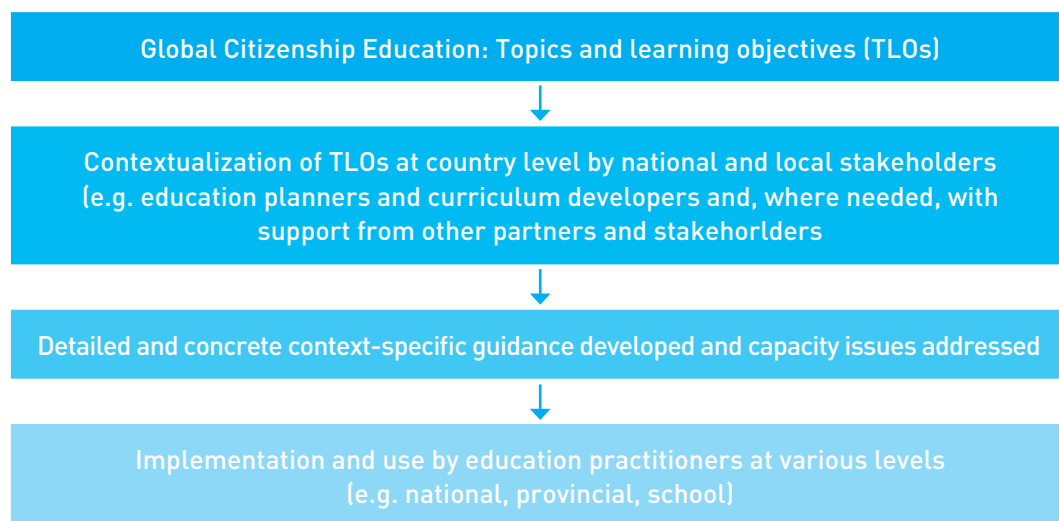 Global Citizenship Education: Topics and learning objectives (TLOs)
Contextualization of TLOs at country level by national and local stakeholders
(e.g. education planners and curriculum developers and, where needed, with
support from other partners and stakehorlders
Detailed and concrete context-specific guidance developed and capacity issues addressed
Implementation and use by education practitioners at various levels
(e.g. national, provincial, school)